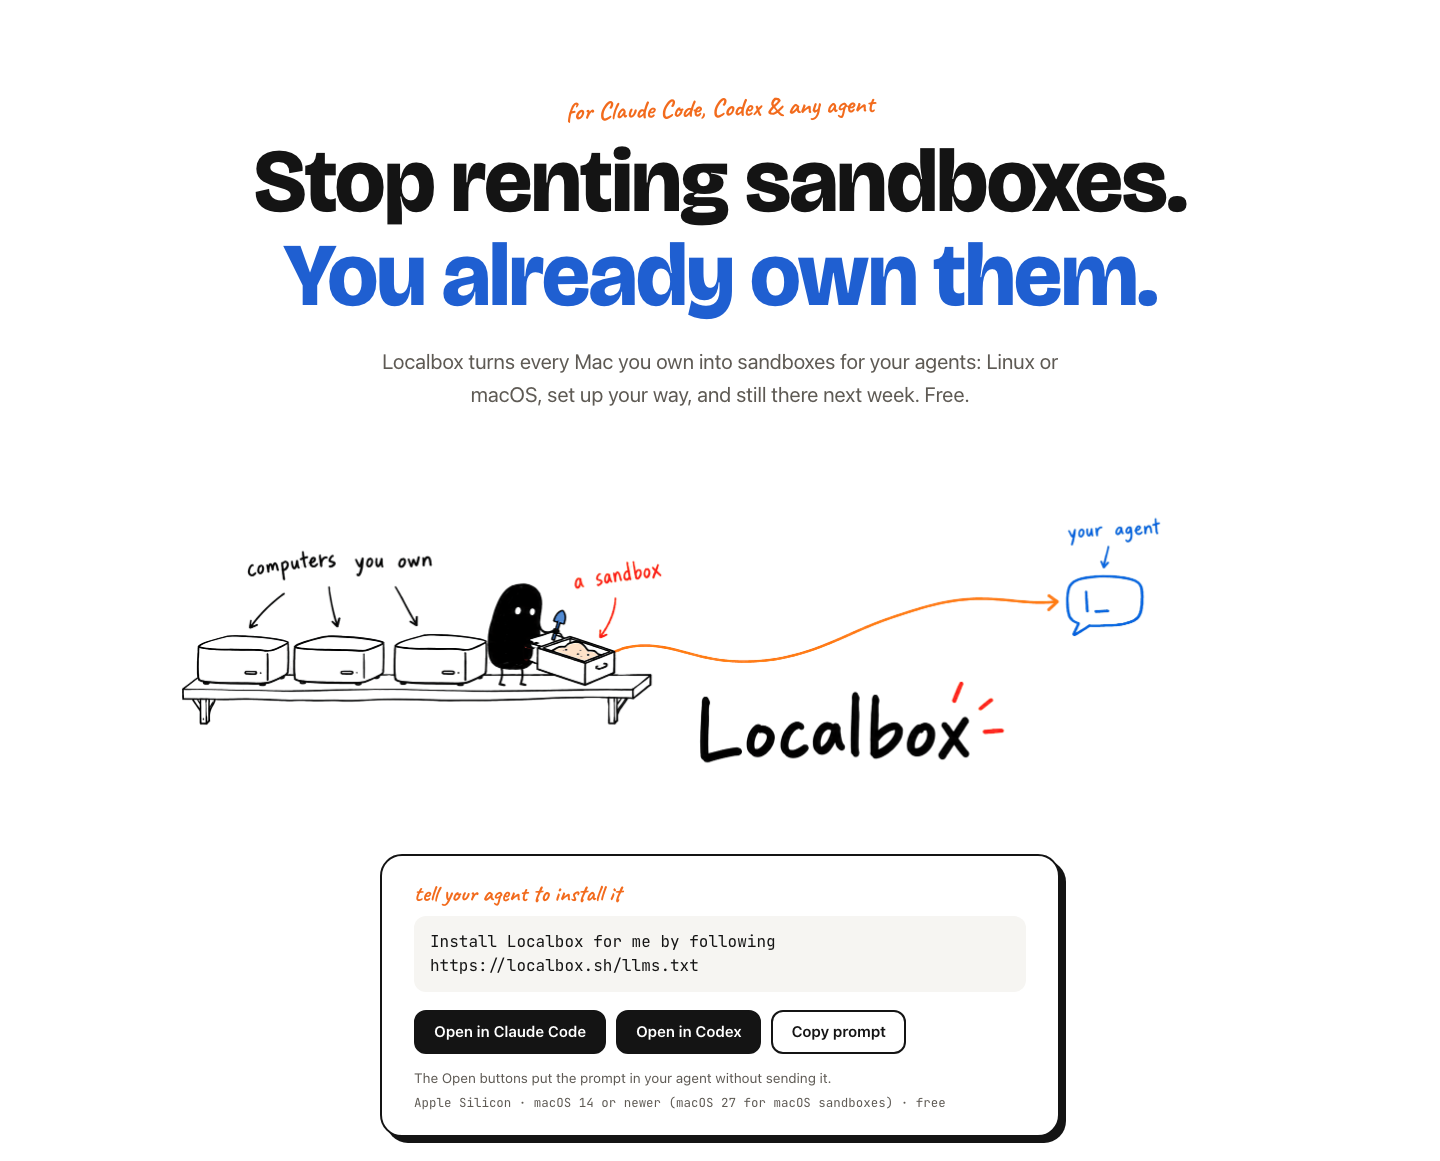 for Claude Code, Codex & any agent
Stop renting sandboxes.
You already own them.
Localbox turns every Mac you own into sandboxes for your agents: Linux or
macOS, set up your way, and still there next week. Free.
computers you own
a sandbox
your agent
Localbox
tell your agent to install it
Install Localbox for me by following
https://localbox.sh/llms.txt
Open in Claude Code
Open in Codex
Copy prompt
The Open buttons put the prompt in your agent without sending it.
Apple Silicon · macOS 14 or newer (macOS 27 for macOS sandboxes) · free